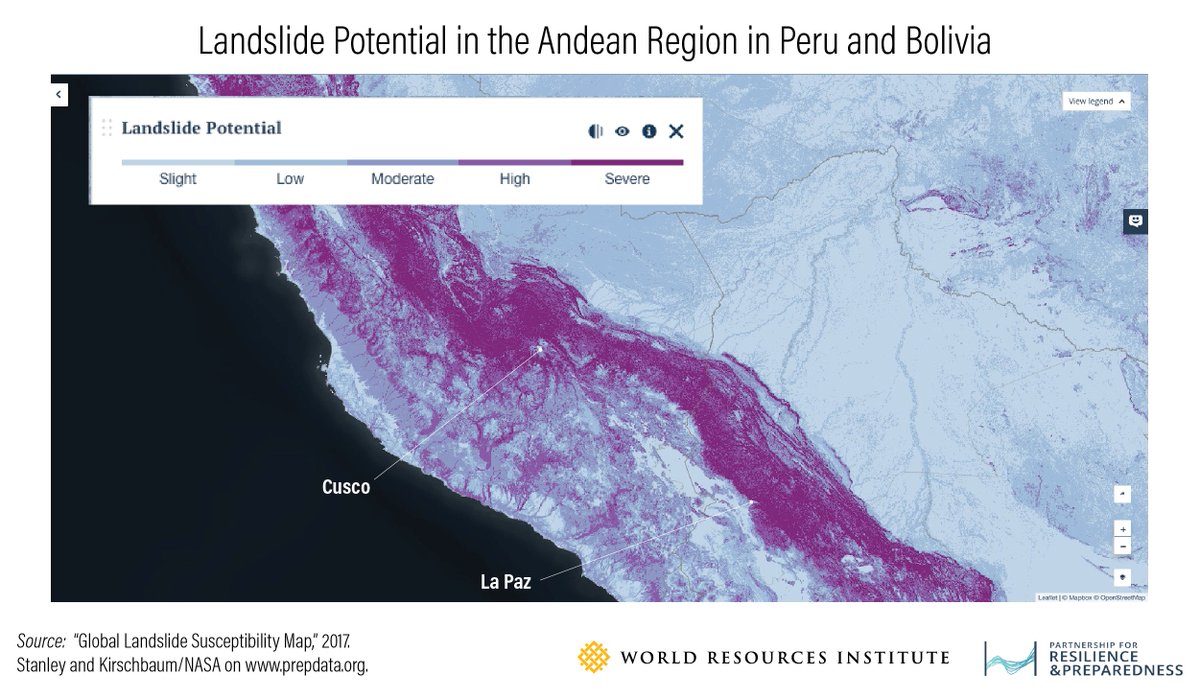 Landslide Potential in the Andean Region in Peru and Bolivia
View legend
Landslide Potential
Slight Low Moderate High Severe
Cusco
La Paz
Leaflet | © Mapbox © OpenStreetMap
Source: "Global Landslide Susceptibility Map," 2017.
Stanley and Kirschbaum/NASA on www.prepdata.org.
WORLD RESOURCES INSTITUTE
PARTNERSHIP FOR
RESILIENCE
&PREPAREDNESS